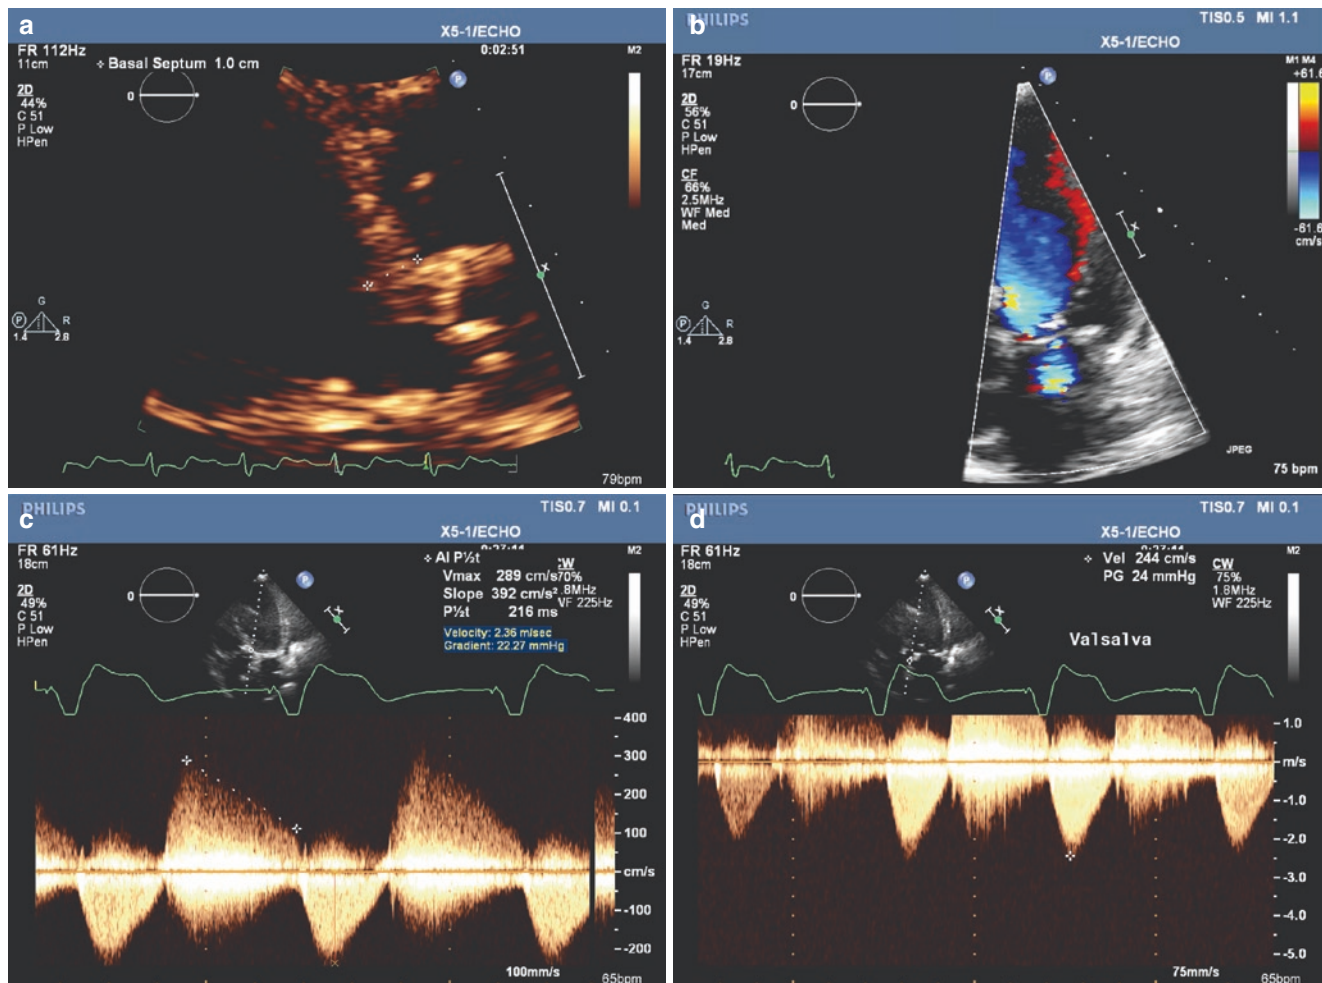 a
X5-1/ECHO
FR 112Hz
11cm
0:02:51
M2
Basal Septum 1.0 cm
P
2D
44%
C 51
P Low
HPen
0
G
P
R
1.4 2.8
79bpm
b
PHILIPS
TIS0.5 MI 1.1
X5-1/ECHO
FR 19Hz
17cm
M1 M4
+61.6
P
2D
56%
C 51
P Low
HPen
0
CF
66%
2.5MHz
WF Med
Med
-61.6
cm/s
G
P
R
1.4 2.8
JPEG
75 bpm
c
PHILIPS
TIS0.7 MI 0.1
X5-1/ECHO
FR 61Hz
18cm
M2
AI P½t
Vmax 289 cm/s
Slope 392 cm/s²
P½t 216 ms
70%
.8MHz
WF 225Hz
Velocity: 2.36 m/sec
Gradient: 22.27 mmHg
P
2D
49%
C 51
P Low
HPen
0
400
300
200
100
cm/s
-100
-200
100mm/s
65bpm
d
PHILIPS
TIS0.7 MI 0.1
X5-1/ECHO
FR 61Hz
18cm
M2
Vel 244 cm/s
PG 24 mmHg
CW
75%
1.8MHz
WF 225Hz
P
2D
49%
C 51
P Low
HPen
0
Valsalva
1.0
m/s
-1.0
-2.0
-3.0
-4.0
-5.0
75mm/s
65bpm